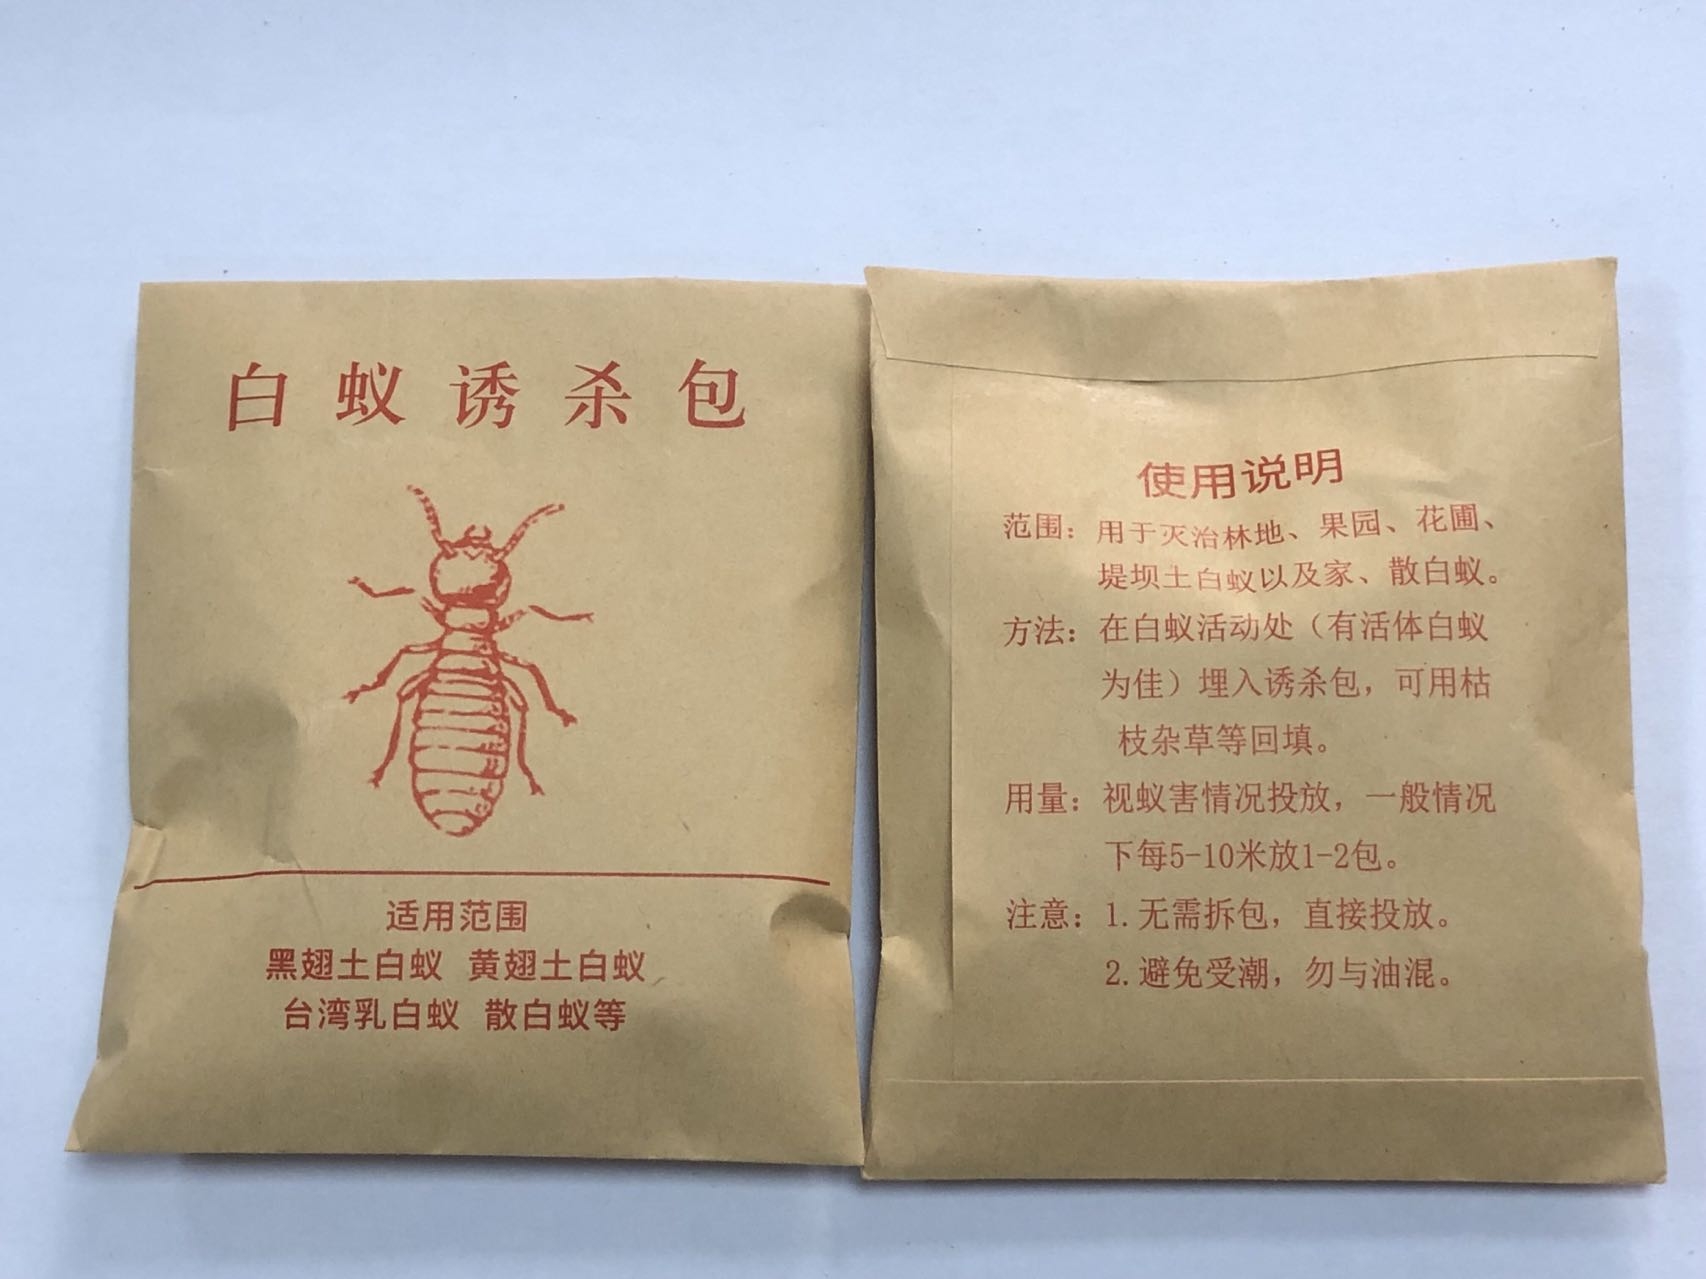 白蚁诱杀包
适用范围
黑翅土白蚁 黄翅土白蚁
台湾乳白蚁 散白蚁等
使用说明
范围：用于灭治林地、果园、花圃、
堤坝土白蚁以及家、散白蚁。
方法：在白蚁活动处（有活体白蚁
为佳）埋入诱杀包，可用枯
枝杂草等回填。
用量：视蚁害情况投放，一般情况
下每5-10米放1-2包。
注意：1.无需拆包，直接投放。
2.避免受潮，勿与油混。